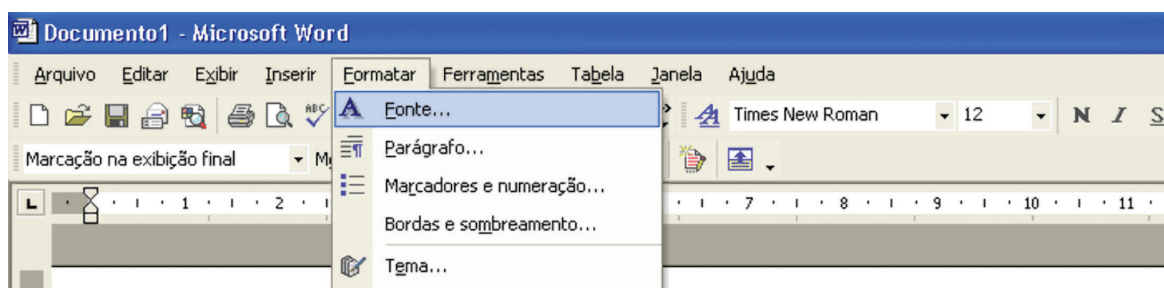 Documento1 - Microsoft Word
Arquivo Editar Exibir Inserir Formatar Ferramentas Tabela Janela Ajuda
ABC Fonte... A Times New Roman 12 N I S
Marcação na exibição final Parágrafo...
Marcadores e numeração...
L 1 2 7 8 9 10 11
Bordas e sombreamento...
Tema...